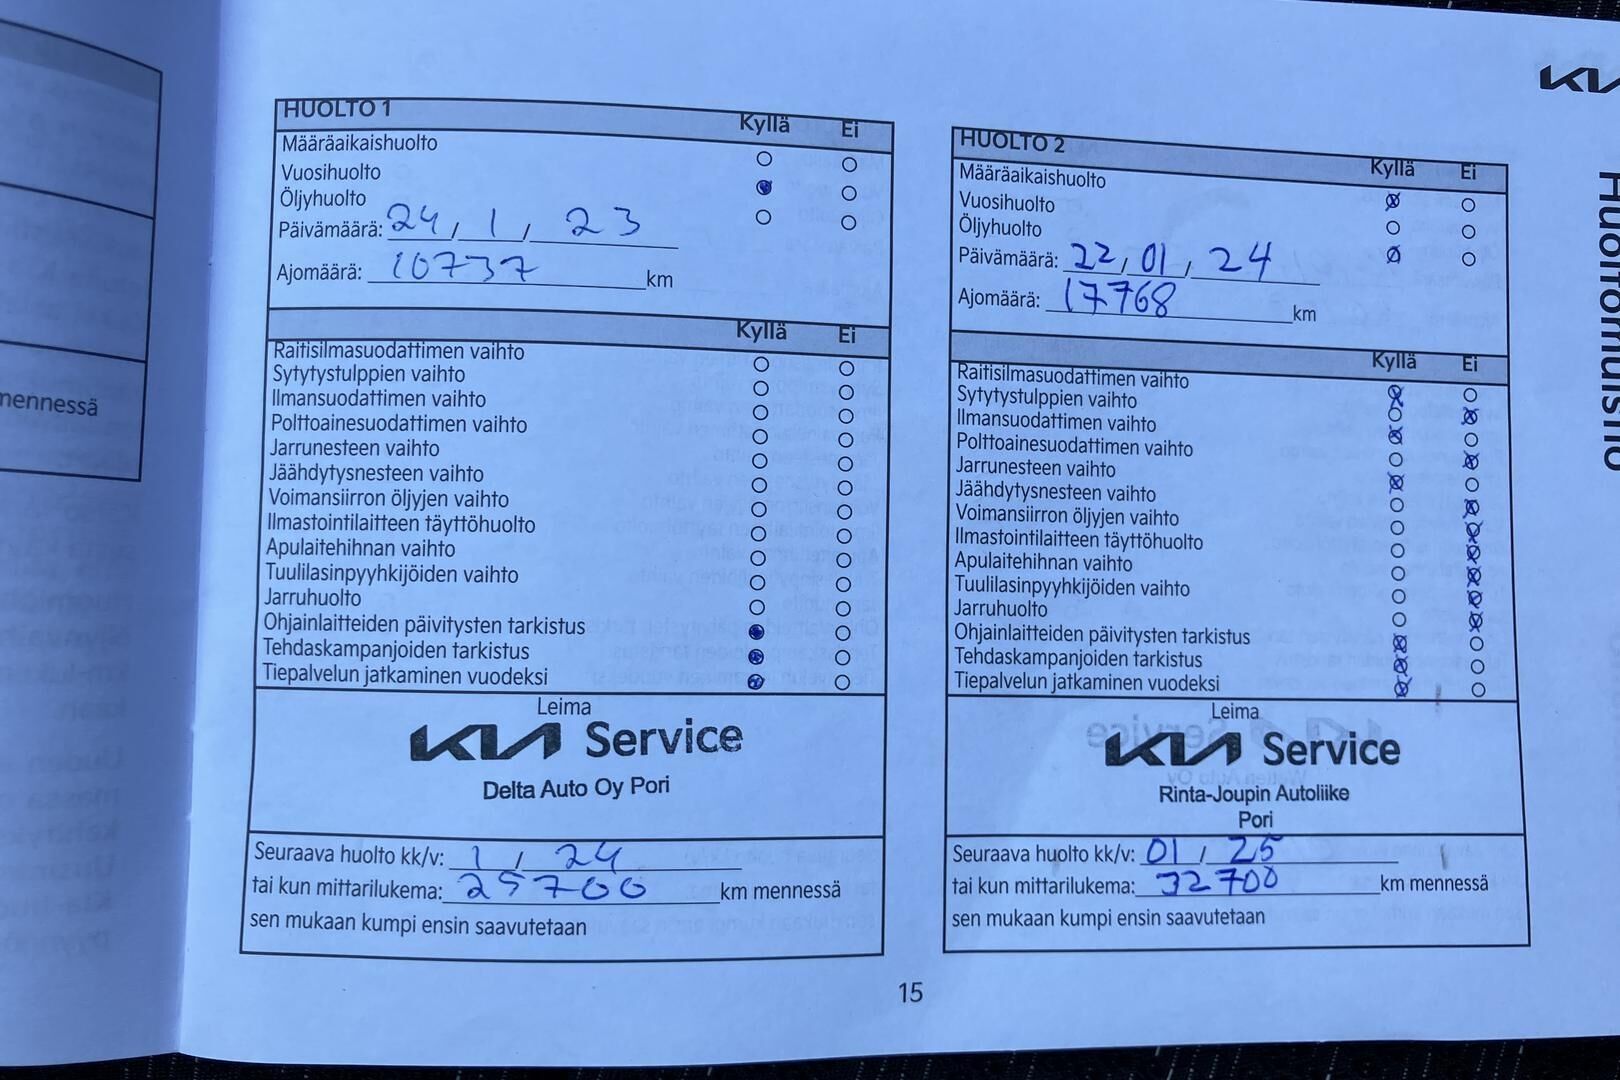 mennessä
HUOLTO 1
Kyllä Ei
Määräaikaishuolto
Vuosihuolto
Öljyhuolto
Päivämäärä: 24 / 1 / 23
Ajomäärä: 10737 km
Kyllä Ei
Raitisilmasuodattimen vaihto
Sytytystulppien vaihto
Ilmansuodattimen vaihto
Polttoainesuodattimen vaihto
Jarrunesteen vaihto
Jäähdytysnesteen vaihto
Voimansiirron öljyjen vaihto
Ilmastointilaitteen täyttöhuolto
Apulaitehihnan vaihto
Tuulilasinpyyhkijöiden vaihto
Jarruhuolto
Ohjainlaitteiden päivitysten tarkistus
Tehdaskampanjoiden tarkistus
Tiepalvelun jatkaminen vuodeksi
Leima
KIA Service
Delta Auto Oy Pori
Seuraava huolto kk/v: 1 / 24
tai kun mittarilukema: 25700 km mennessä
sen mukaan kumpi ensin saavutetaan
HUOLTO 2
Kyllä Ei
Määräaikaishuolto
Vuosihuolto
Öljyhuolto
Päivämäärä: 22 / 01 / 24
Ajomäärä: 17768 km
Kyllä Ei
Raitisilmasuodattimen vaihto
Sytytystulppien vaihto
Ilmansuodattimen vaihto
Polttoainesuodattimen vaihto
Jarrunesteen vaihto
Jäähdytysnesteen vaihto
Voimansiirron öljyjen vaihto
Ilmastointilaitteen täyttöhuolto
Apulaitehihnan vaihto
Tuulilasinpyyhkijöiden vaihto
Jarruhuolto
Ohjainlaitteiden päivitysten tarkistus
Tehdaskampanjoiden tarkistus
Tiepalvelun jatkaminen vuodeksi
Leima
KIA Service
Rinta-Joupin Autoliike
Pori
Seuraava huolto kk/v: 01 / 25
tai kun mittarilukema: 32700 km mennessä
sen mukaan kumpi ensin saavutetaan
15
KIA